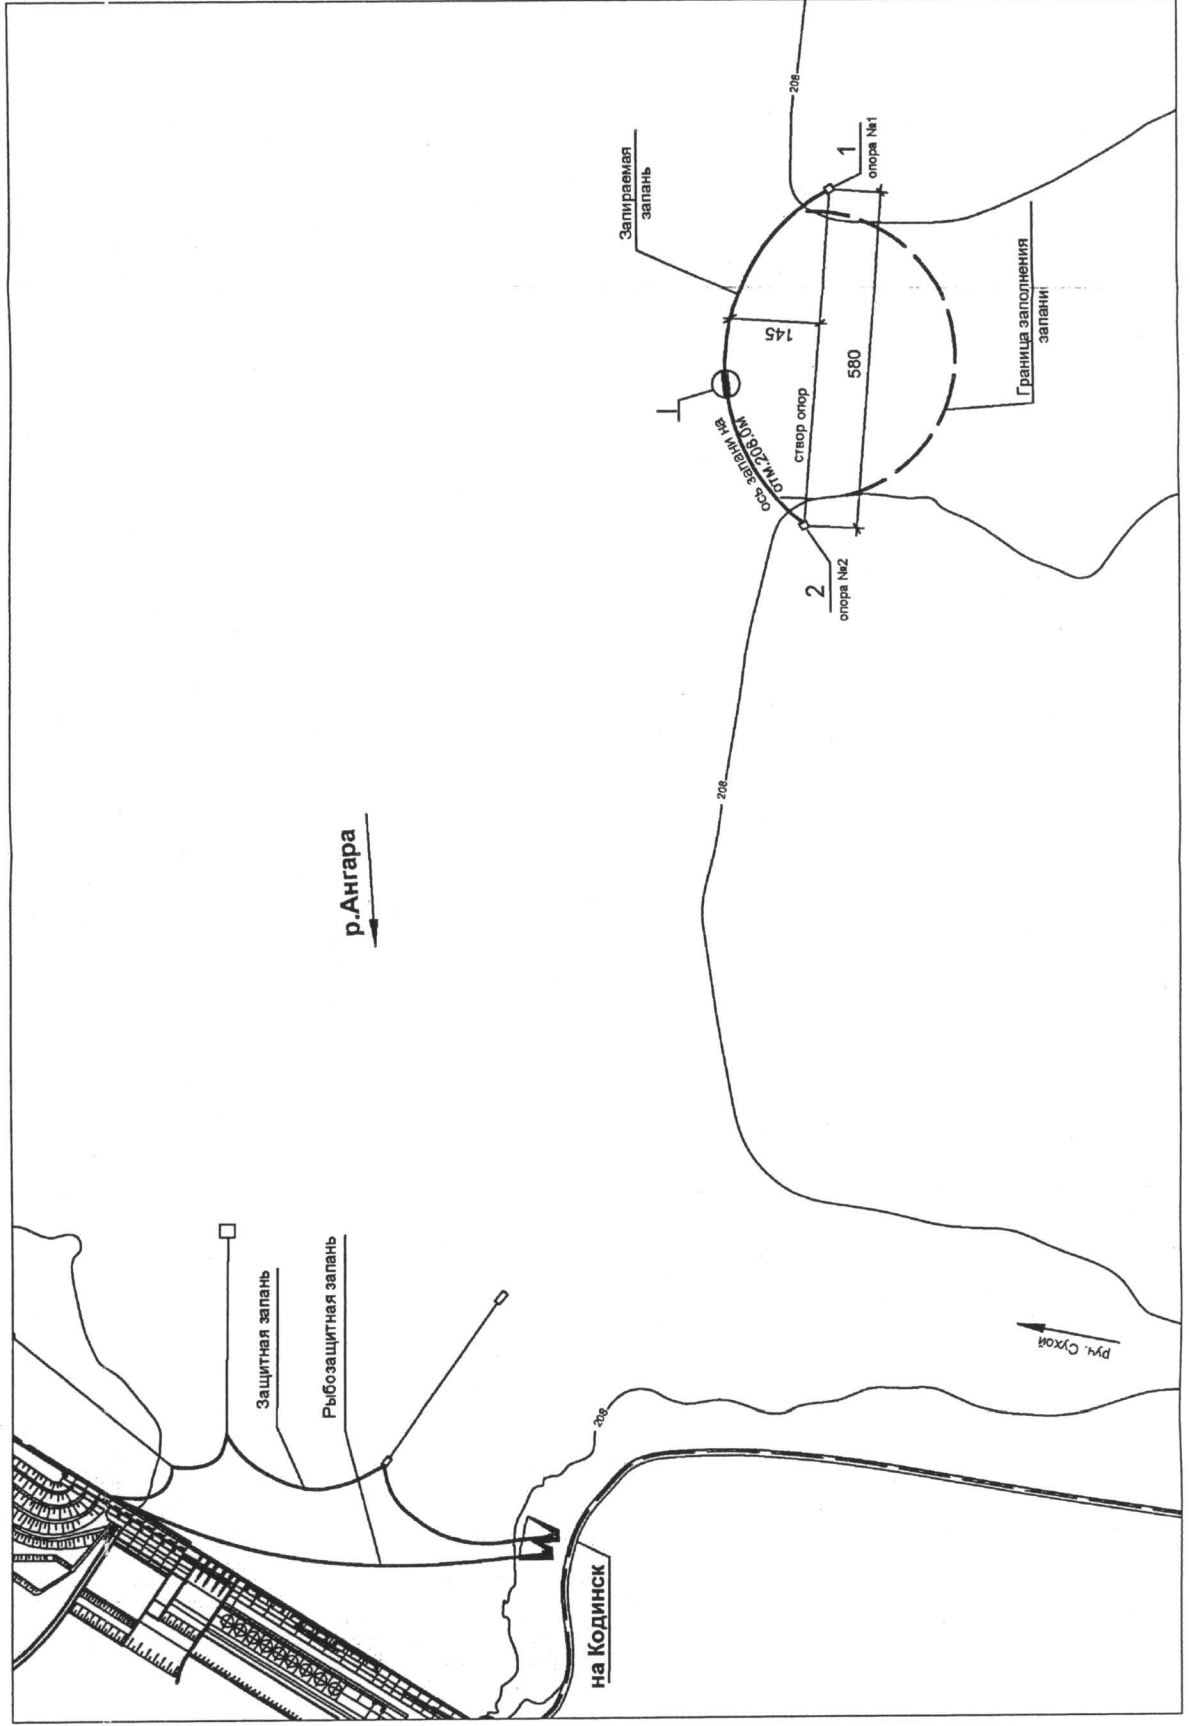 р.Ангара
Защитная запань
Рыбозащитная запань
на Кодинск
208
руч. Сухой
208
2
опора №2
ось запани на
отм.208.0м
створ опор
580
145
I
Запираемая
запань
1
опора №1
208
Граница заполнения
запани